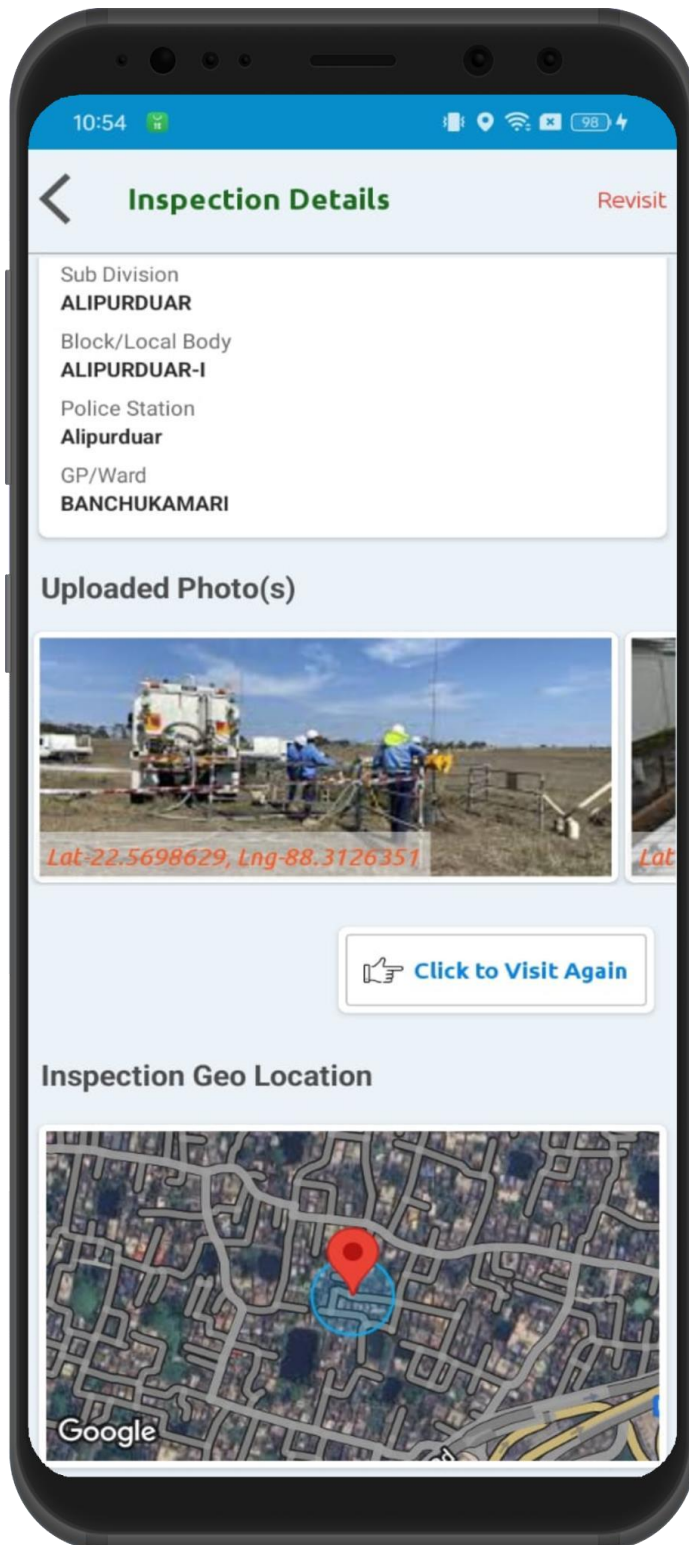 10:54
98
Inspection Details
Revisit
Sub Division
ALIPURDUAR
Block/Local Body
ALIPURDUAR-I
Police Station
Alipurduar
GP/Ward
BANCHUKAMARI
Uploaded Photo(s)
Lat-22.5698629, Lng-88.3126351
Lat
Click to Visit Again
Inspection Geo Location
Google